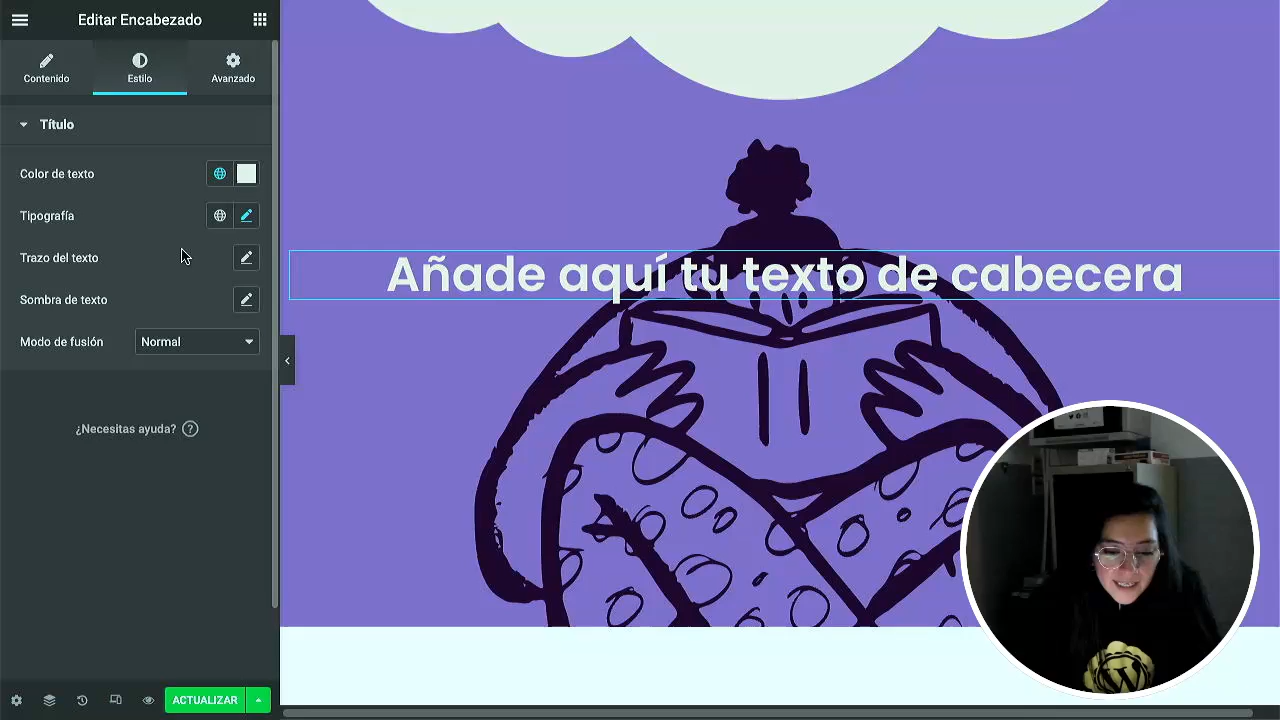 Editar Encabezado
Contenido
Estilo
Avanzado
Título
Color de texto
Tipografía
Trazo del texto
Sombra de texto
Modo de fusión
Normal
¿Necesitas ayuda? ?
ACTUALIZAR
Añade aquí tu texto de cabecera